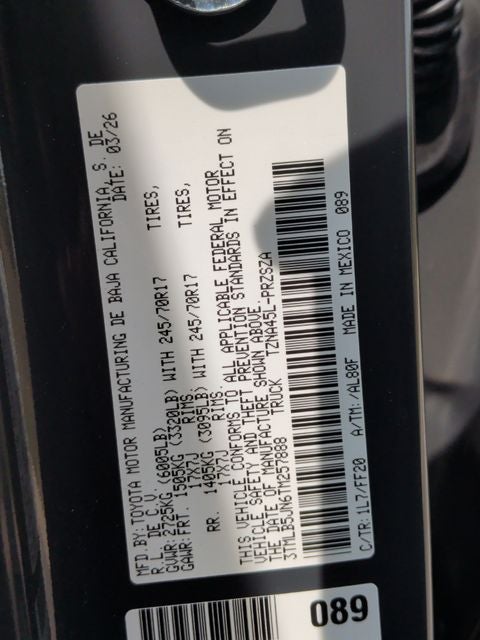 MFD.BY: TOYOTA MOTOR MANUFACTURING DE BAJA CALIFORNIA, S. DE
R.L. DE C.V. DATE: 03/26
GVWR: 2725KG (6005LB)
GAWR: FRT. 1505KG (3320LB) WITH 245/70R17 TIRES,
17X7J RIMS,
RR. 1405KG (3095LB) WITH 245/70R17 TIRES,
17X7J RIMS.
THIS VEHICLE CONFORMS TO ALL APPLICABLE FEDERAL MOTOR
VEHICLE SAFETY AND THEFT PREVENTION STANDARDS IN EFFECT ON
THE DATE OF MANUFACTURE SHOWN ABOVE.
3TMLB5JN6TM257888 TRUCK TZNA45L-PRZSZA
C/TR: 1L7/FF20 A/TM: /AL80F MADE IN MEXICO 089
089